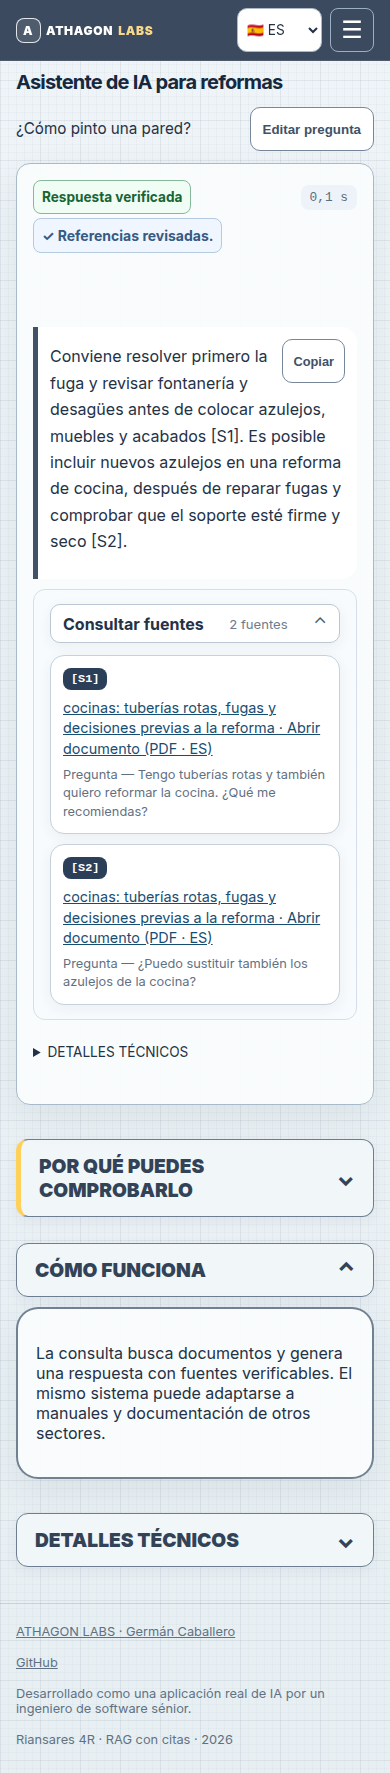 A ATHAGON LABS
🇪🇸 ES
☰
Asistente de IA para reformas
¿Cómo pinto una pared?
Editar pregunta
Respuesta verificada
0,1 s
✓ Referencias revisadas.
Copiar
Conviene resolver primero la
fuga y revisar fontanería y
desagües antes de colocar azulejos,
muebles y acabados [S1]. Es posible
incluir nuevos azulejos en una reforma
de cocina, después de reparar fugas y
comprobar que el soporte esté firme y
seco [S2].
Consultar fuentes 2 fuentes
[S1]
cocinas: tuberías rotas, fugas y
decisiones previas a la reforma · Abrir
documento (PDF · ES)
Pregunta — Tengo tuberías rotas y también
quiero reformar la cocina. ¿Qué me
recomiendas?
[S2]
cocinas: tuberías rotas, fugas y
decisiones previas a la reforma · Abrir
documento (PDF · ES)
Pregunta — ¿Puedo sustituir también los
azulejos de la cocina?
▶ DETALLES TÉCNICOS
POR QUÉ PUEDES
COMPROBARLO
CÓMO FUNCIONA
La consulta busca documentos y genera
una respuesta con fuentes verificables. El
mismo sistema puede adaptarse a
manuales y documentación de otros
sectores.
DETALLES TÉCNICOS
ATHAGON LABS · Germán Caballero
GitHub
Desarrollado como una aplicación real de IA por un
ingeniero de software sénior.
Riansares 4R · RAG con citas · 2026